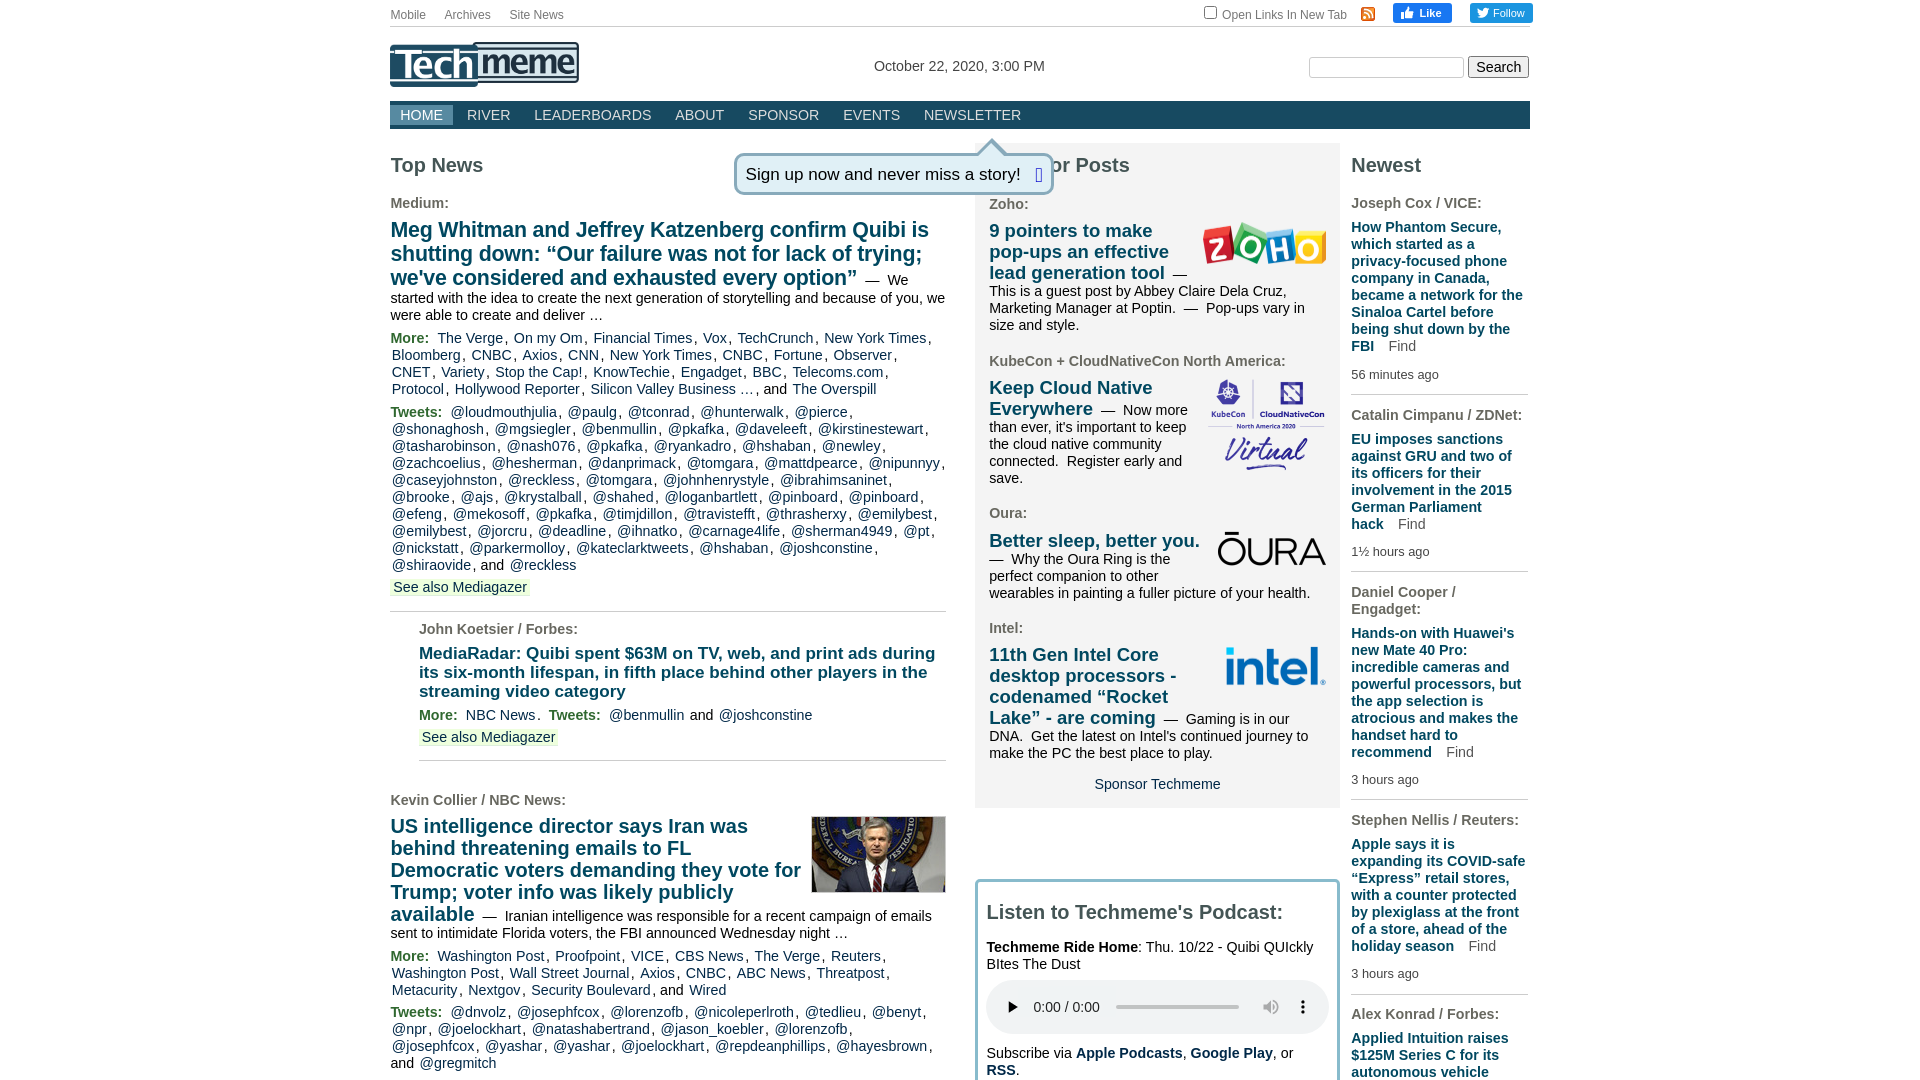 Mobile Archives Site News
Open Links In New Tab
Like
Follow
Techmeme
October 22, 2020, 3:00 PM
Search
HOME RIVER LEADERBOARDS ABOUT SPONSOR EVENTS NEWSLETTER
Sign up now and never miss a story!
Top News
Medium:
Meg Whitman and Jeffrey Katzenberg confirm Quibi is
shutting down: “Our failure was not for lack of trying;
we've considered and exhausted every option” — We
started with the idea to create the next generation of storytelling and because of you, we
were able to create and deliver …
More: The Verge, On my Om, Financial Times, Vox, TechCrunch, New York Times,
Bloomberg, CNBC, Axios, CNN, New York Times, CNBC, Fortune, Observer,
CNET, Variety, Stop the Cap!, KnowTechie, Engadget, BBC, Telecoms.com,
Protocol, Hollywood Reporter, Silicon Valley Business …, and The Overspill
Tweets: @loudmouthjulia, @paulg, @tconrad, @hunterwalk, @pierce,
@shonaghosh, @mgsiegler, @benmullin, @pkafka, @daveleeft, @kirstinestewart,
@tasharobinson, @nash076, @pkafka, @ryankadro, @hshaban, @newley,
@zachcoelius, @hesherman, @danprimack, @tomgara, @mattdpearce, @nipunnyy,
@caseyjohnston, @reckless, @tomgara, @johnhenrystyle, @ibrahimsaninet,
@brooke, @ajs, @krystalball, @shahed, @loganbartlett, @pinboard, @pinboard,
@efeng, @mekosoff, @pkafka, @timjdillon, @travistefft, @thrasherxy, @emilybest,
@emilybest, @jorcru, @deadline, @ihnatko, @carnage4life, @sherman4949, @pt,
@nickstatt, @parkermolloy, @kateclarktweets, @hshaban, @joshconstine,
@shiraovide, and @reckless
See also Mediagazer
John Koetsier / Forbes:
MediaRadar: Quibi spent $63M on TV, web, and print ads during
its six-month lifespan, in fifth place behind other players in the
streaming video category
More: NBC News. Tweets: @benmullin and @joshconstine
See also Mediagazer
Kevin Collier / NBC News:
US intelligence director says Iran was
behind threatening emails to FL
Democratic voters demanding they vote for
Trump; voter info was likely publicly
available — Iranian intelligence was responsible for a recent campaign of emails
sent to intimidate Florida voters, the FBI announced Wednesday night …
More: Washington Post, Proofpoint, VICE, CBS News, The Verge, Reuters,
Washington Post, Wall Street Journal, Axios, CNBC, ABC News, Threatpost,
Metacurity, Nextgov, Security Boulevard, and Wired
Tweets: @dnvolz, @josephfcox, @lorenzofb, @nicoleperlroth, @tedlieu, @benyt,
@npr, @joelockhart, @natashabertrand, @jason_koebler, @lorenzofb,
@josephfcox, @yashar, @yashar, @joelockhart, @repdeanphillips, @hayesbrown,
and @gregmitch
or Posts
Zoho:
9 pointers to make
pop-ups an effective
lead generation tool —
This is a guest post by Abbey Claire Dela Cruz,
Marketing Manager at Poptin. — Pop-ups vary in
size and style.
ZOHO
KubeCon + CloudNativeCon North America:
Keep Cloud Native
Everywhere — Now more
than ever, it's important to keep
the cloud native community
connected. Register early and
save.
KubeCon CloudNativeCon
North America 2020
Virtual
Oura:
Better sleep, better you.
— Why the Oura Ring is the
perfect companion to other
wearables in painting a fuller picture of your health.
ŌURA
Intel:
11th Gen Intel Core
desktop processors -
codenamed “Rocket
Lake” - are coming — Gaming is in our
DNA. Get the latest on Intel's continued journey to
make the PC the best place to play.
intel.
Sponsor Techmeme
Listen to Techmeme's Podcast:
Techmeme Ride Home: Thu. 10/22 - Quibi QUIckly
BItes The Dust
0:00 / 0:00
Subscribe via Apple Podcasts, Google Play, or
RSS.
Newest
Joseph Cox / VICE:
How Phantom Secure,
which started as a
privacy-focused phone
company in Canada,
became a network for the
Sinaloa Cartel before
being shut down by the
FBI Find
56 minutes ago
Catalin Cimpanu / ZDNet:
EU imposes sanctions
against GRU and two of
its officers for their
involvement in the 2015
German Parliament
hack Find
1½ hours ago
Daniel Cooper /
Engadget:
Hands-on with Huawei's
new Mate 40 Pro:
incredible cameras and
powerful processors, but
the app selection is
atrocious and makes the
handset hard to
recommend Find
3 hours ago
Stephen Nellis / Reuters:
Apple says it is
expanding its COVID-safe
“Express” retail stores,
with a counter protected
by plexiglass at the front
of a store, ahead of the
holiday season Find
3 hours ago
Alex Konrad / Forbes:
Applied Intuition raises
$125M Series C for its
autonomous vehicle